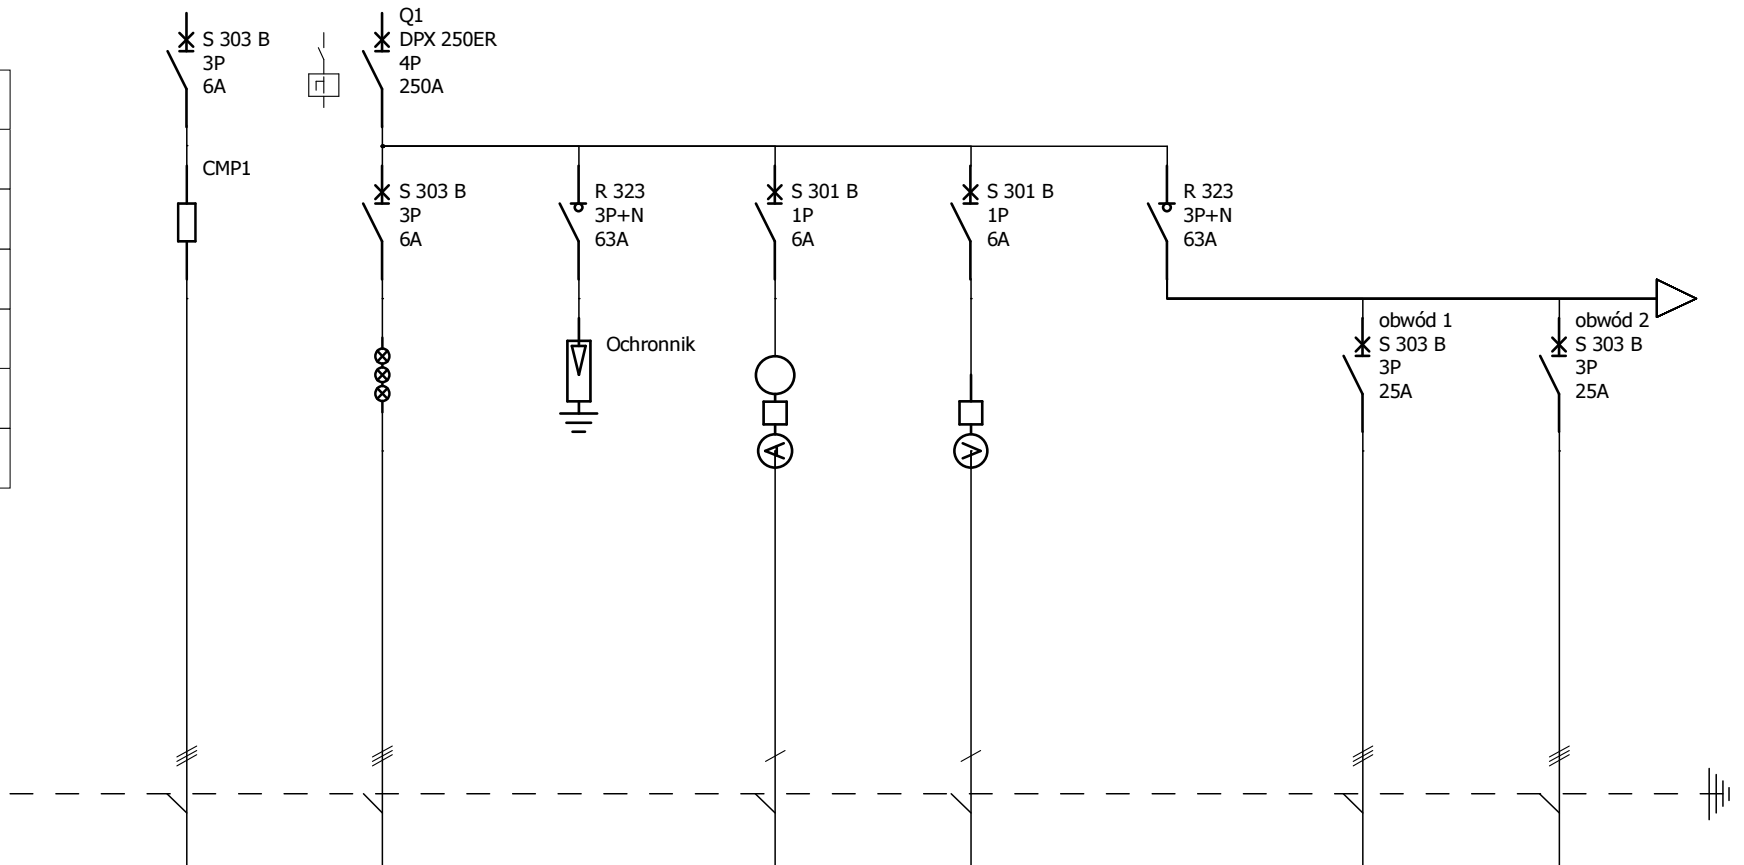 S 303 B
3P
6A
Q1
DPX 250ER
4P
250A
CMP1
S 303 B
3P
6A
R 323
3P+N
63A
S 301 B
1P
6A
S 301 B
1P
6A
R 323
3P+N
63A
Ochronnik
A
V
obwód 1
S 303 B
3P
25A
obwód 2
S 303 B
3P
25A